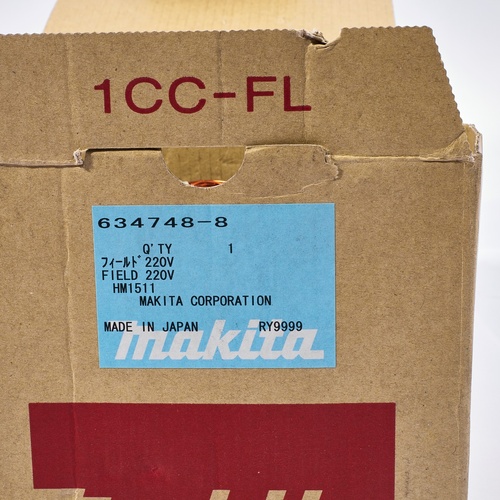 1CC-FL
634748-8
Q'TY 1
フィールド 220V
FIELD 220V
HM1511
MAKITA CORPORATION
MADE IN JAPAN RY9999
makita